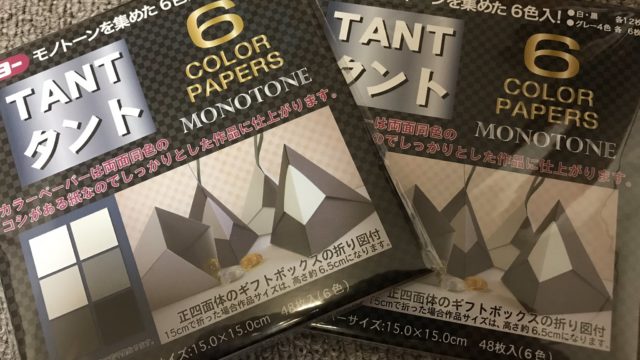 ヨー モノトーンを集めた6色
TANT
タント
6
COLOR
PAPERS
MONOTONE
カラーペーパーは両面同色の
コシがある紙なのでしっかりとした作品に仕上がります。
正四面体のギフトボックスの折り図付
15cmで折った場合作品サイズは、高さ約6.5cmになります。
サイズ:15.0×15.0cm 48枚入(6色)
を集めた6色入!
●白・黒 各12枚
●グレー4色 各6枚
TANT
タント
6
COLOR
PAPERS
MONOTONE
は両面同色の
なのでしっかりとした作品に仕上がります。
正四面体のギフトボックスの折り図付
15cmで折った場合作品サイズは、高さ約6.5cmになります。
ーサイズ:15.0×15.0cm 48枚入(6色)